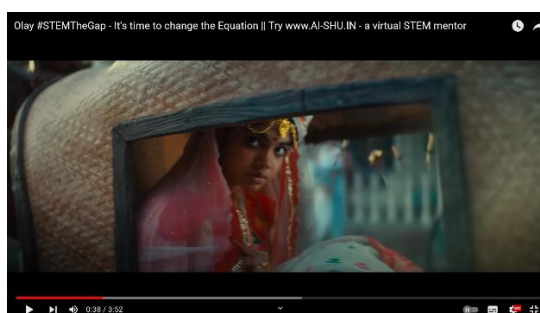 Olay #STEMTheGap - It's time to change the Equation || Try www.AI-SHU.IN - a virtual STEM mentor
0:38 / 3:52